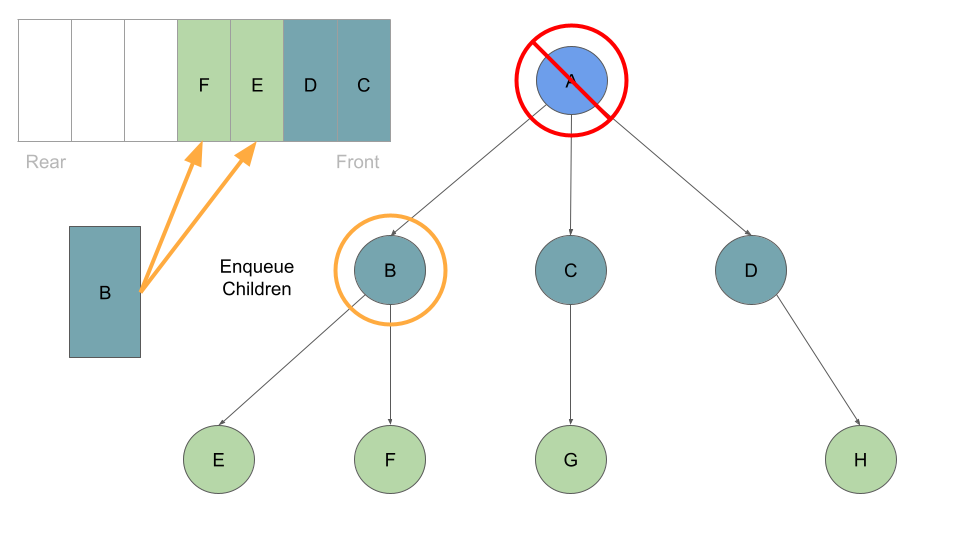 F E D C
A
Rear Front
Enqueue
Children
B
B C D
E F G H